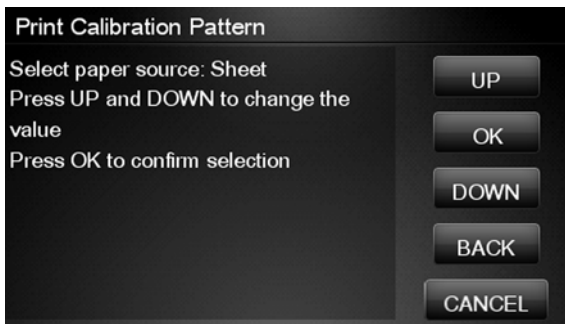 Print Calibration Pattern
Select paper source: Sheet
Press UP and DOWN to change the
value
Press OK to confirm selection
UP
OK
DOWN
BACK
CANCEL